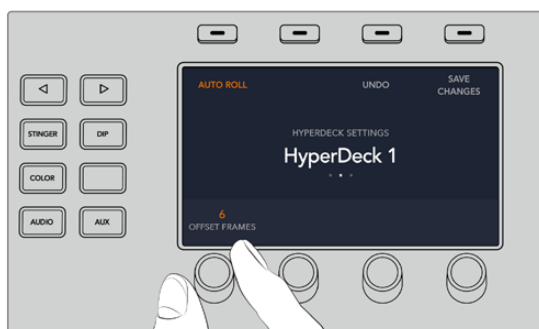 AUTO ROLL
UNDO
SAVE
CHANGES
STINGER
DIP
HYPERDECK SETTINGS
HyperDeck 1
COLOR
AUDIO
AUX
6
OFFSET FRAMES